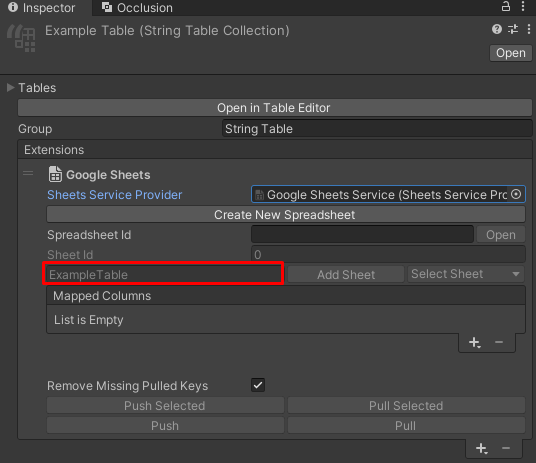 Inspector Occlusion
Example Table (String Table Collection)
Open
Tables
Open in Table Editor
Group String Table
Extensions
Google Sheets
Sheets Service Provider Google Sheets Service (Sheets Service Pro
Create New Spreadsheet
Spreadsheet Id Open
Sheet Id 0
ExampleTable Add Sheet Select Sheet
Mapped Columns
List is Empty
Remove Missing Pulled Keys
Push Selected Pull Selected
Push Pull